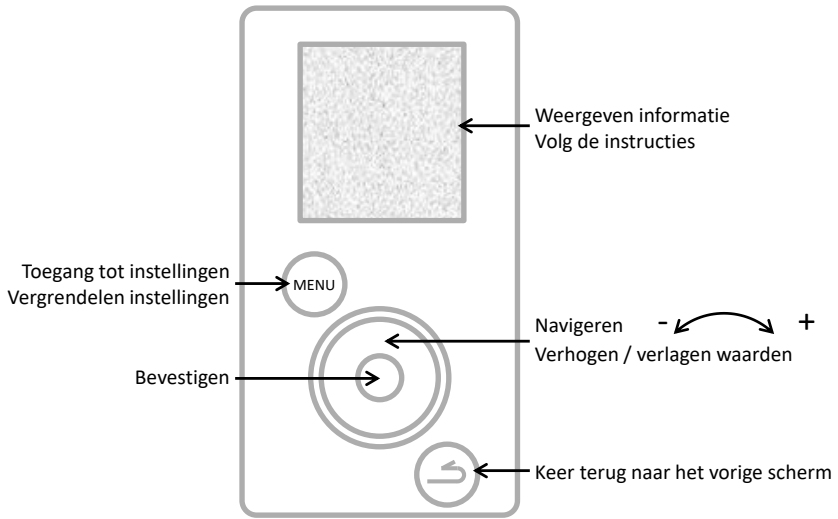 Weergeven informatie
Volg de instructies
Toegang tot instellingen
Vergrendelen instellingen
MENU
Navigeren - +
Verhogen / verlagen waarden
Bevestigen
Keer terug naar het vorige scherm